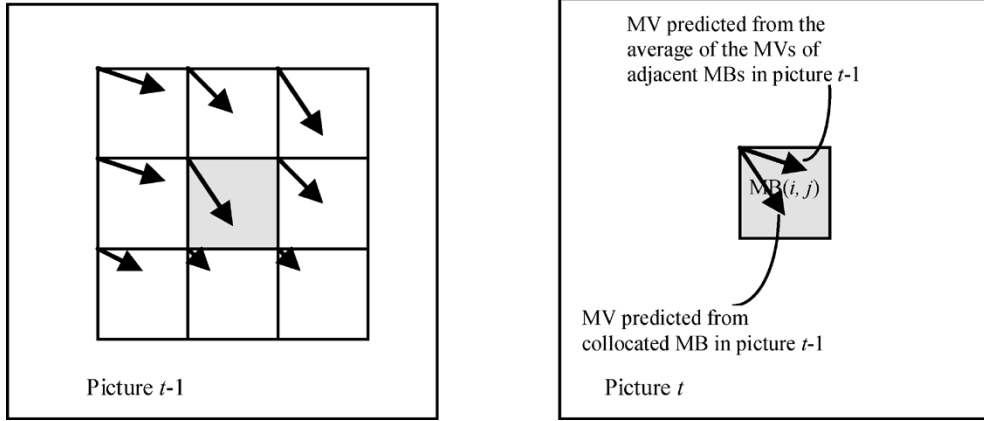 Picture t-1
MV predicted from the
average of the MVs of
adjacent MBs in picture t-1
MB(i, j)
MV predicted from
collocated MB in picture t-1
Picture t